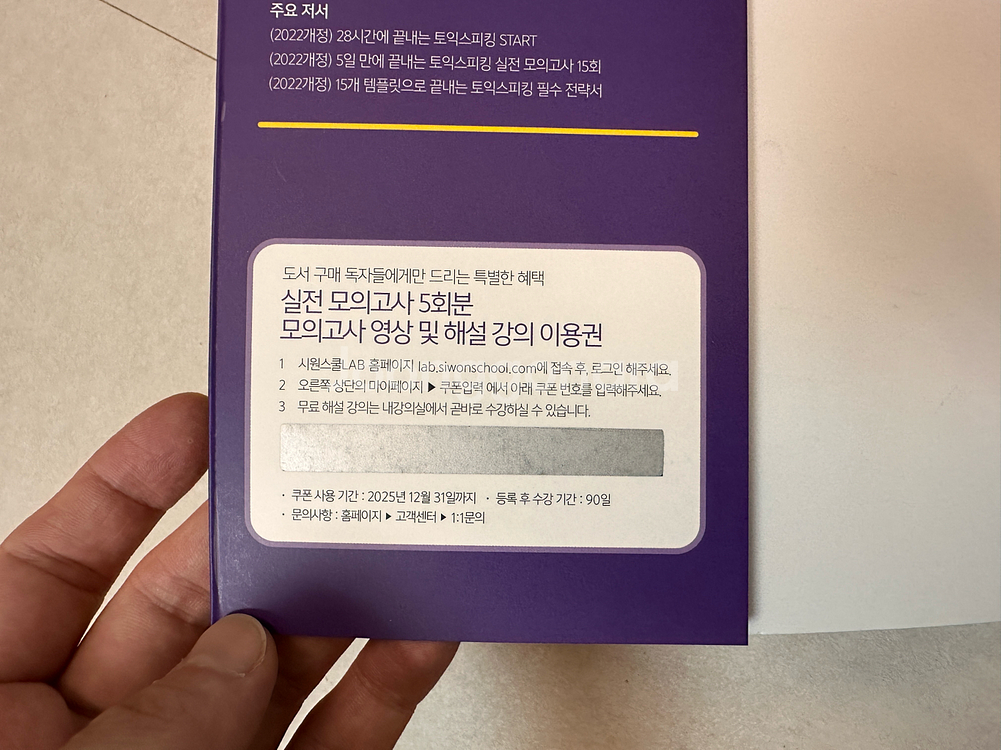 주요 저서
(2022개정) 28시간에 끝내는 토익스피킹 START
(2022개정) 5일 만에 끝내는 토익스피킹 실전 모의고사 15회
(2022개정) 15개 템플릿으로 끝내는 토익스피킹 필수 전략서
도서 구매 독자들에게만 드리는 특별한 혜택
실전 모의고사 5회분
모의고사 영상 및 해설 강의 이용권
1 시원스쿨LAB 홈페이지 lab.siwonschool.com에 접속 후, 로그인 해주세요.
2 오른쪽 상단의 마이페이지 ▶ 쿠폰입력 에서 아래 쿠폰 번호를 입력해주세요.
3 무료 해설 강의는 내강의실에서 곧바로 수강하실 수 있습니다.
· 쿠폰 사용 기간 : 2025년 12월 31일까지 · 등록 후 수강 기간 : 90일
· 문의사항 : 홈페이지 ▶ 고객센터 ▶ 1:1문의